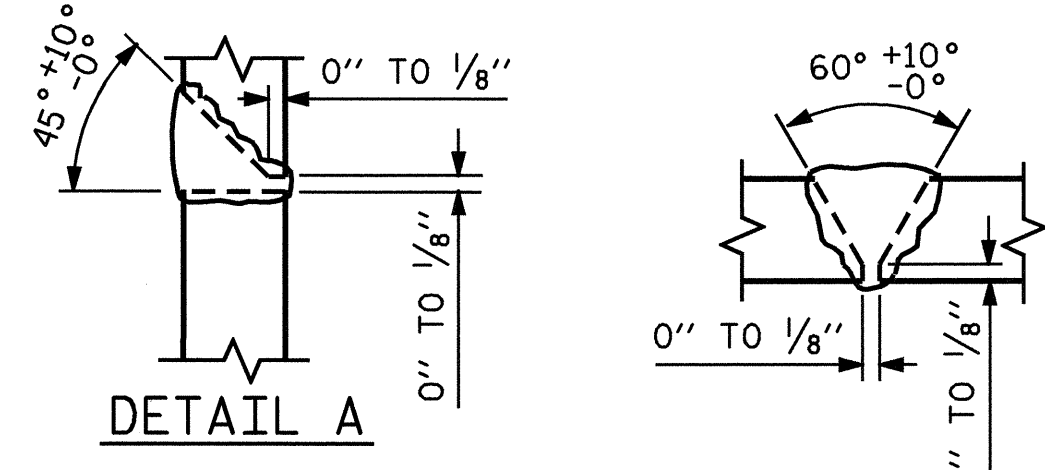 45° +10° -0°
0" TO 1/8"
0" TO 1/8"
DETAIL A
60° +10° -0°
0" TO 1/8"
" TO 1/8"